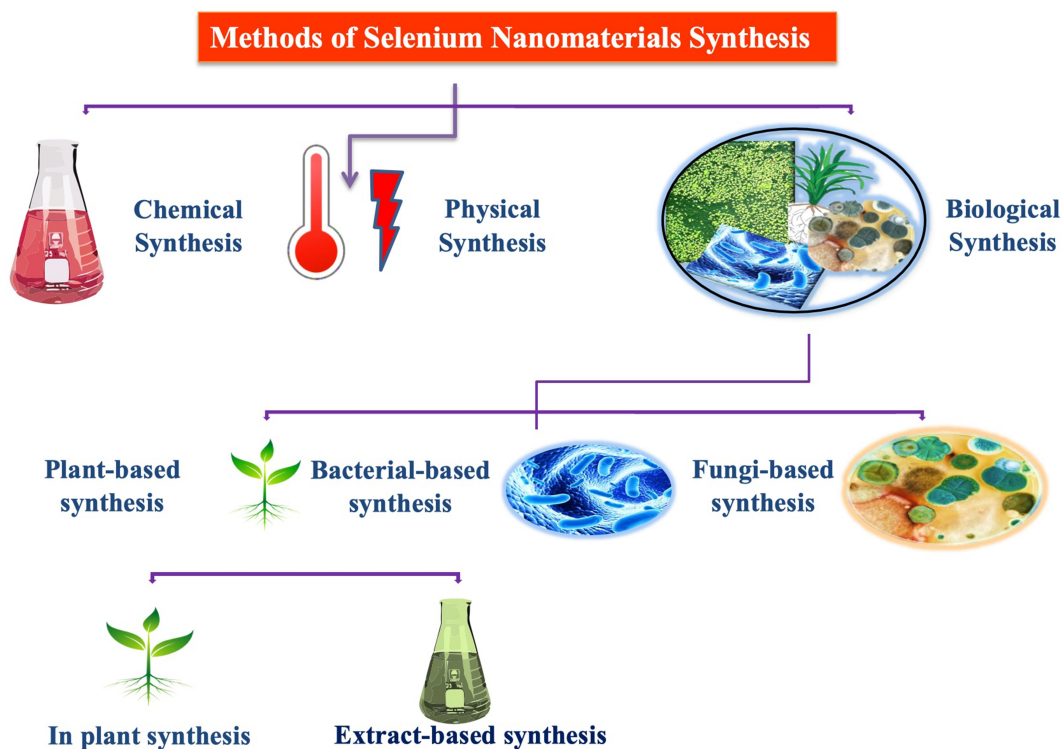 Methods of Selenium Nanomaterials Synthesis
Chemical
Synthesis
Physical
Synthesis
Biological
Synthesis
Plant-based
synthesis
Bacterial-based
synthesis
Fungi-based
synthesis
In plant synthesis
Extract-based synthesis